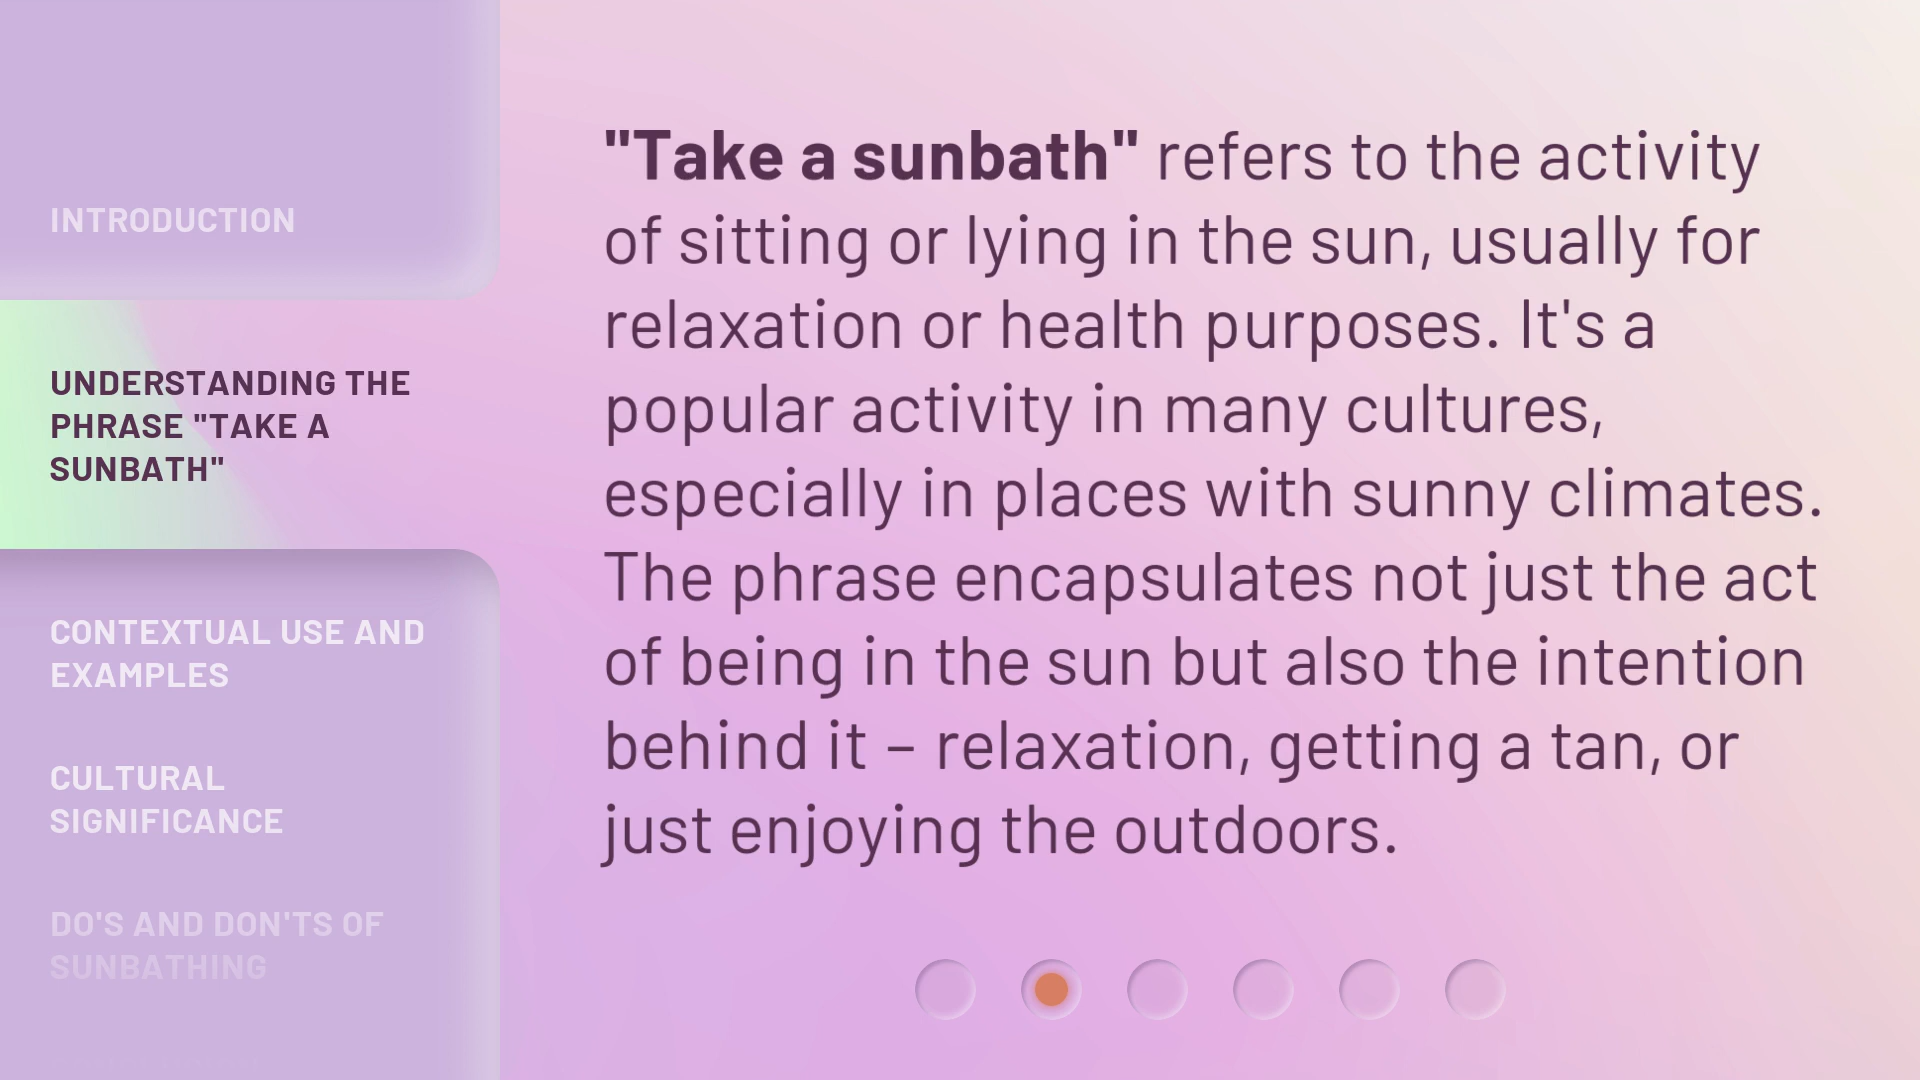 INTRODUCTION
UNDERSTANDING THE
PHRASE "TAKE A
SUNBATH"
CONTEXTUAL USE AND
EXAMPLES
CULTURAL
SIGNIFICANCE
DO'S AND DON'TS OF
SUNBATHING
"Take a sunbath" refers to the activity
of sitting or lying in the sun, usually for
relaxation or health purposes. It's a
popular activity in many cultures,
especially in places with sunny climates.
The phrase encapsulates not just the act
of being in the sun but also the intention
behind it – relaxation, getting a tan, or
just enjoying the outdoors.